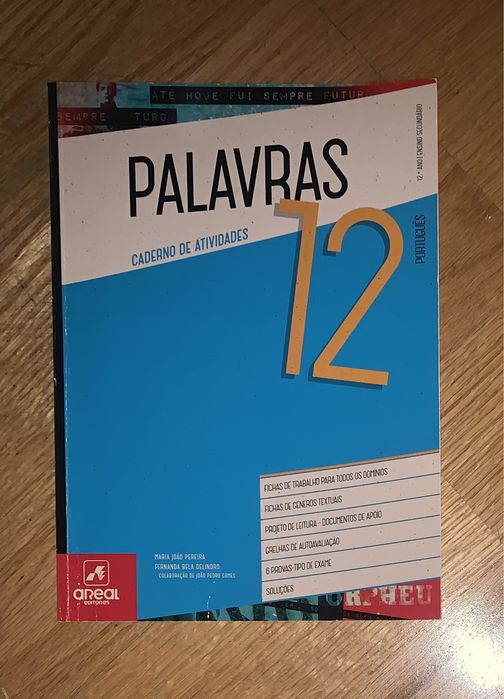 ATÉ HOJE FUI SEMPRE FUTURO
SEMPRE TURO
PALAVRAS
12
CADERNO DE ATIVIDADES
12.º ANO | ENSINO SECUNDÁRIO
PORTUGUÊS
FICHAS DE TRABALHO PARA TODOS OS DOMÍNIOS
FICHAS DE GÉNEROS TEXTUAIS
PROJETO DE LEITURA - DOCUMENTOS DE APOIO
GRELHAS DE AUTOAVALIAÇÃO
6 PROVAS-TIPO DE EXAME
SOLUÇÕES
MARIA JOÃO PEREIRA
FERNANDA BELA DELINDRO
COLABORAÇÃO DE JOÃO PEDRO GOMES
areal
EDITORES
ORPHEU